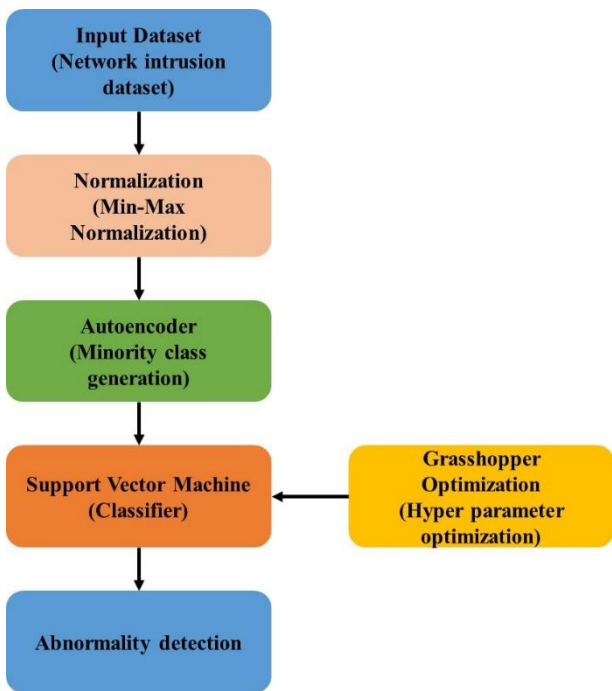 Input Dataset
(Network intrusion
dataset)
Normalization
(Min-Max
Normalization)
Autoencoder
(Minority class
generation)
Support Vector Machine
(Classifier)
Grasshopper
Optimization
(Hyper parameter
optimization)
Abnormality detection